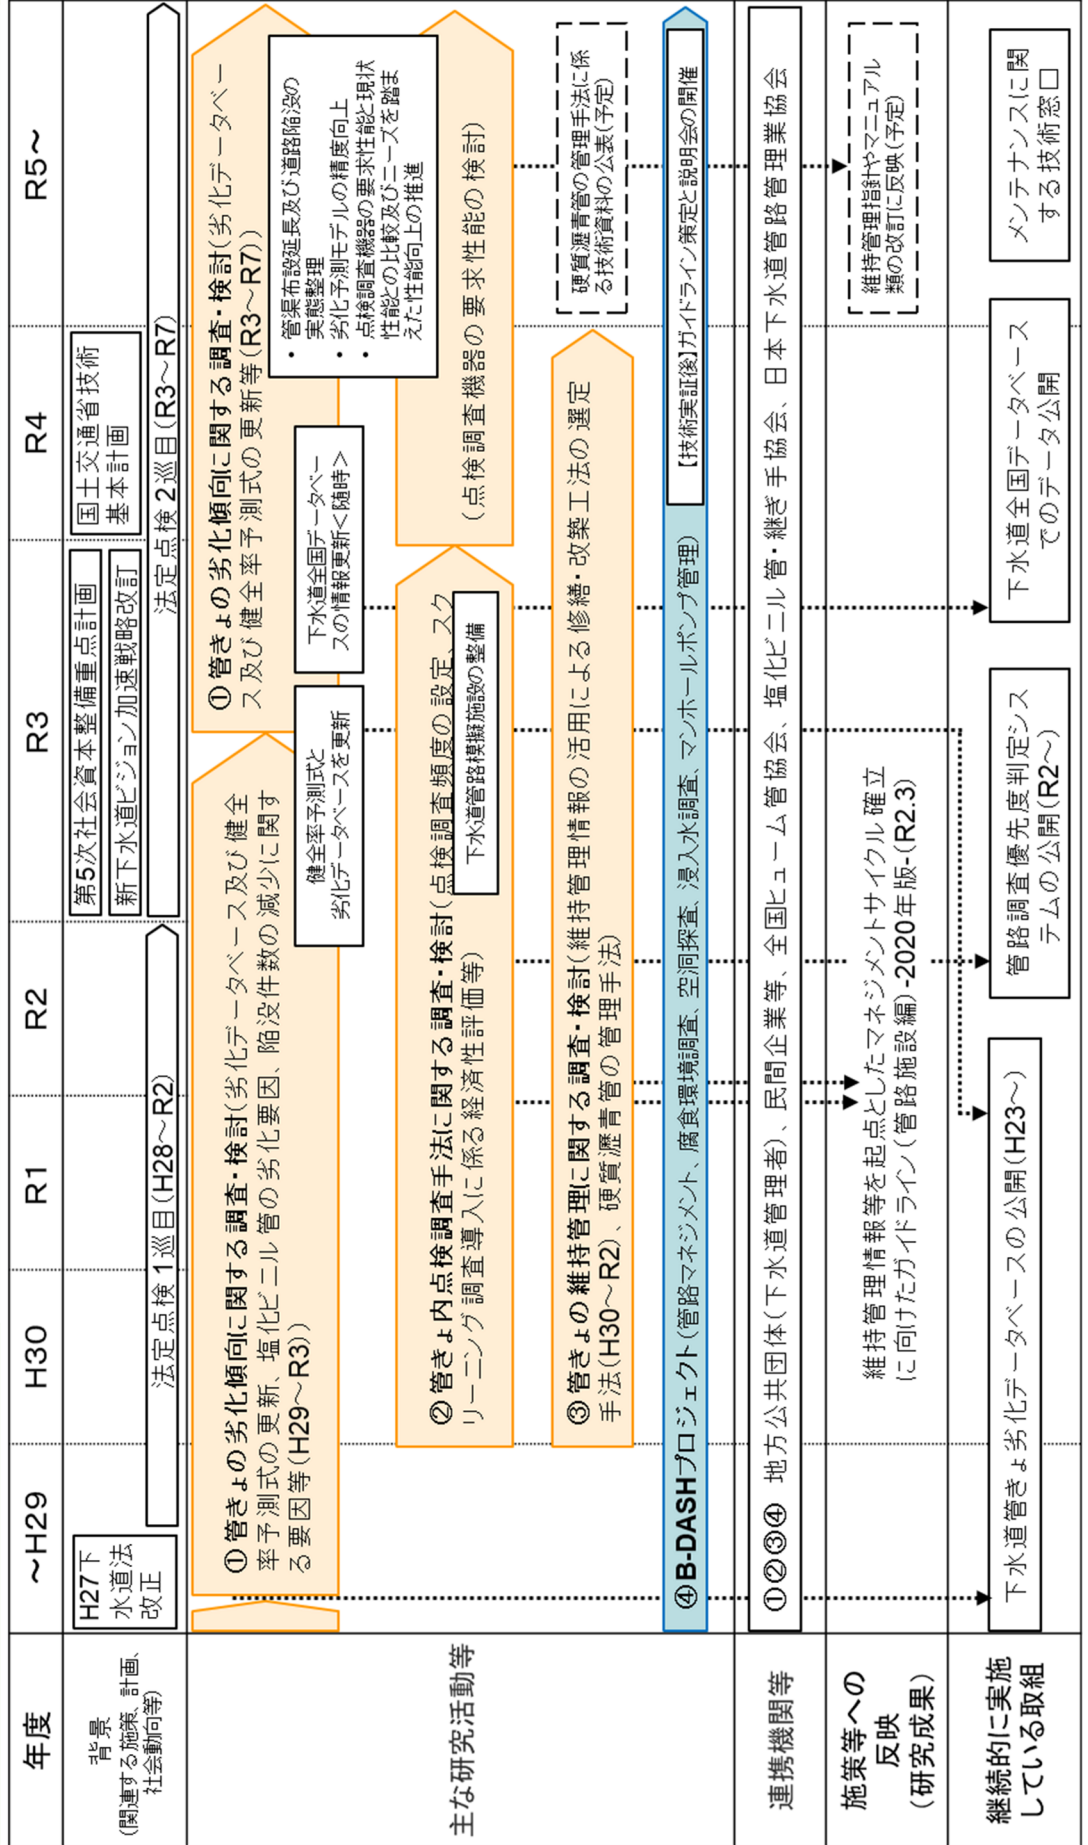 年度
～H29
H30
R1
R2
R3
R4
R5～
背景
(関連する施策、計画、
社会動向等)
H27下
水道法
改正
第5次社会資本整備重点計画
新下水道ビジョン加速戦略改訂
国土交通省技術
基本計画
法定点検1巡目(H28～R2)
法定点検2巡目(R3～R7)
主な研究活動等
①管きょの劣化傾向に関する調査・検討(劣化データベース及び健全
率予測式の更新、塩化ビニル管の劣化要因、陥没件数の減少に関す
る要因等(H29～R3))
①管きょの劣化傾向に関する調査・検討(劣化データベー
ス及び健全率予測式の更新等(R3～R7))
・管渠布設延長及び道路陥没の
実態整理
・劣化予測モデルの精度向上
・点検調査機器の要求性能と現状
性能との比較及びニーズを踏ま
えた性能向上の推進
健全率予測式と
劣化データベースを更新
下水道全国データベー
スの情報更新<随時>
②管きょ内点検調査手法に関する調査・検討(点検調査頻度の設定、スク
リーニング調査導入に係る経済性評価等)
下水道管路模擬施設の整備
(点検調査機器の要求性能の検討)
③管きょの維持管理に関する調査・検討(維持管理情報の活用による修繕・改築工法の選定
手法(H30～R2)、硬質瀝青管の管理手法)
硬質瀝青管の管理手法に係
る技術資料の公表(予定)
④B-DASHプロジェクト(管路マネジメント、腐食環境調査、空洞探査、浸入水調査、マンホールポンプ管理)
【技術実証後】ガイドライン策定と説明会の開催
連携機関等
①②③④ 地方公共団体(下水道管理者)、民間企業等、全国ヒューム管協会、塩化ビニル管・継ぎ手協会、日本下水道管路管理業協会
施策等への
反映
(研究成果)
維持管理情報等を起点としたマネジメントサイクル確立
に向けたガイドライン(管路施設編)-2020年版-(R2.3)
維持管理指針やマニュアル
類の改訂に反映(予定)
継続的に実施
している取組
下水道管きょ劣化データベースの公開(H23～)
管路調査優先度判定シス
テムの公開(R2～)
下水道全国データベース
でのデータ公開
メンテナンスに関
する技術窓口